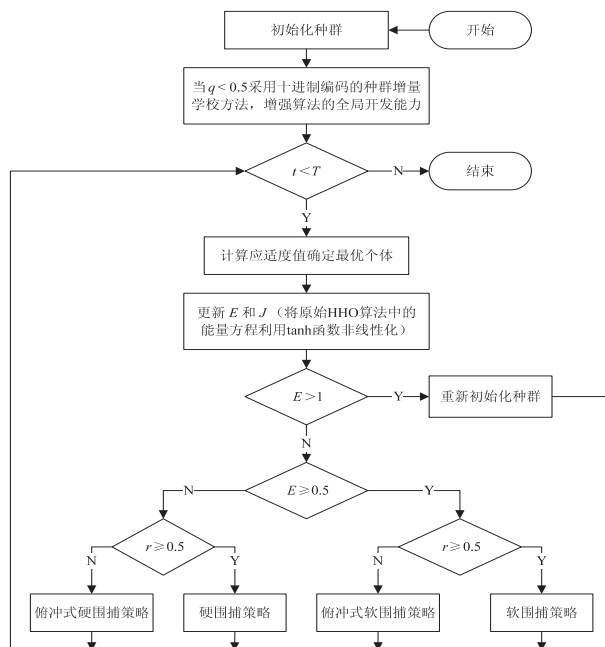 初始化种群
开始
当q<0.5采用十进制编码的种群增量
学校方法，增强算法的全局开发能力
t<T
N
结束
Y
计算应适度值确定最优个体
更新E和J（将原始HHO算法中的
能量方程利用tanh函数非线性化）
E>1
Y
重新初始化种群
N
N
E≥0.5
Y
r≥0.5
r≥0.5
N
Y
N
Y
俯冲式硬围捕策略
硬围捕策略
俯冲式软围捕策略
软围捕策略